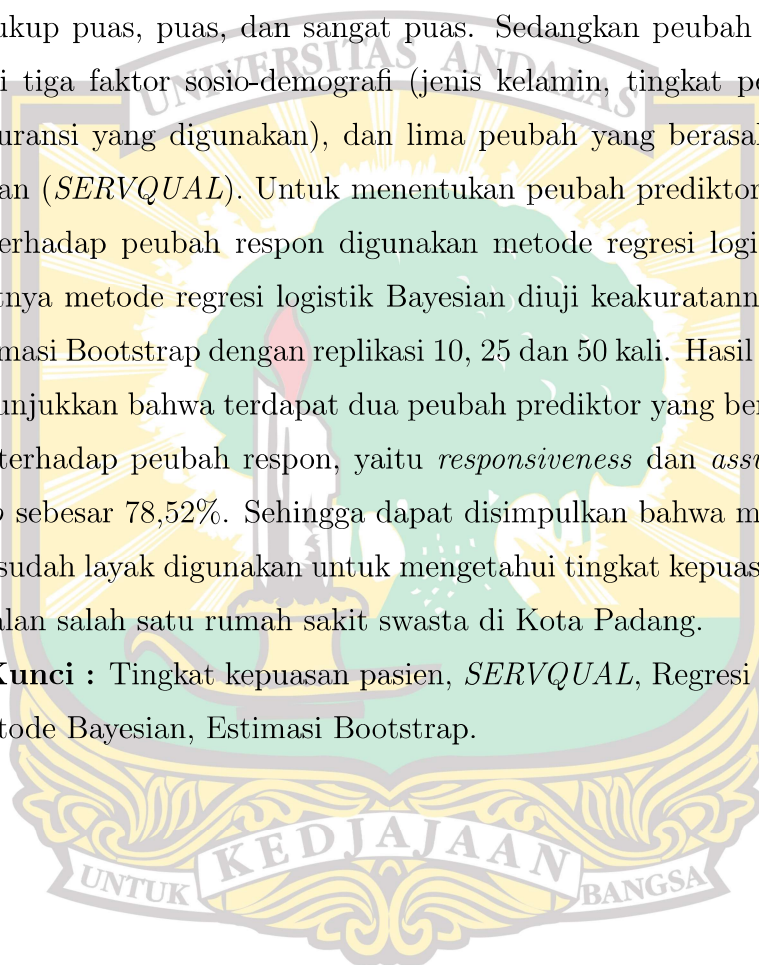 ukup puas, puas, dan sangat puas. Sedangkan peubah
i tiga faktor sosio-demografi (jenis kelamin, tingkat pe
uransi yang digunakan), dan lima peubah yang berasal
an (SERVQUAL). Untuk menentukan peubah prediktor
erhadap peubah respon digunakan metode regresi logi
tnya metode regresi logistik Bayesian diuji keakuratann
masi Bootstrap dengan replikasi 10, 25 dan 50 kali. Hasil
unjukkan bahwa terdapat dua peubah prediktor yang ber
terhadap peubah respon, yaitu responsiveness dan assu
sebesar 78,52%. Sehingga dapat disimpulkan bahwa m
sudah layak digunakan untuk mengetahui tingkat kepuas
alan salah satu rumah sakit swasta di Kota Padang.
Kunci : Tingkat kepuasan pasien, SERVQUAL, Regresi
tode Bayesian, Estimasi Bootstrap.
UNIVERSITAS ANDALAS
UNTUK KEDJAJAAN BANGSA